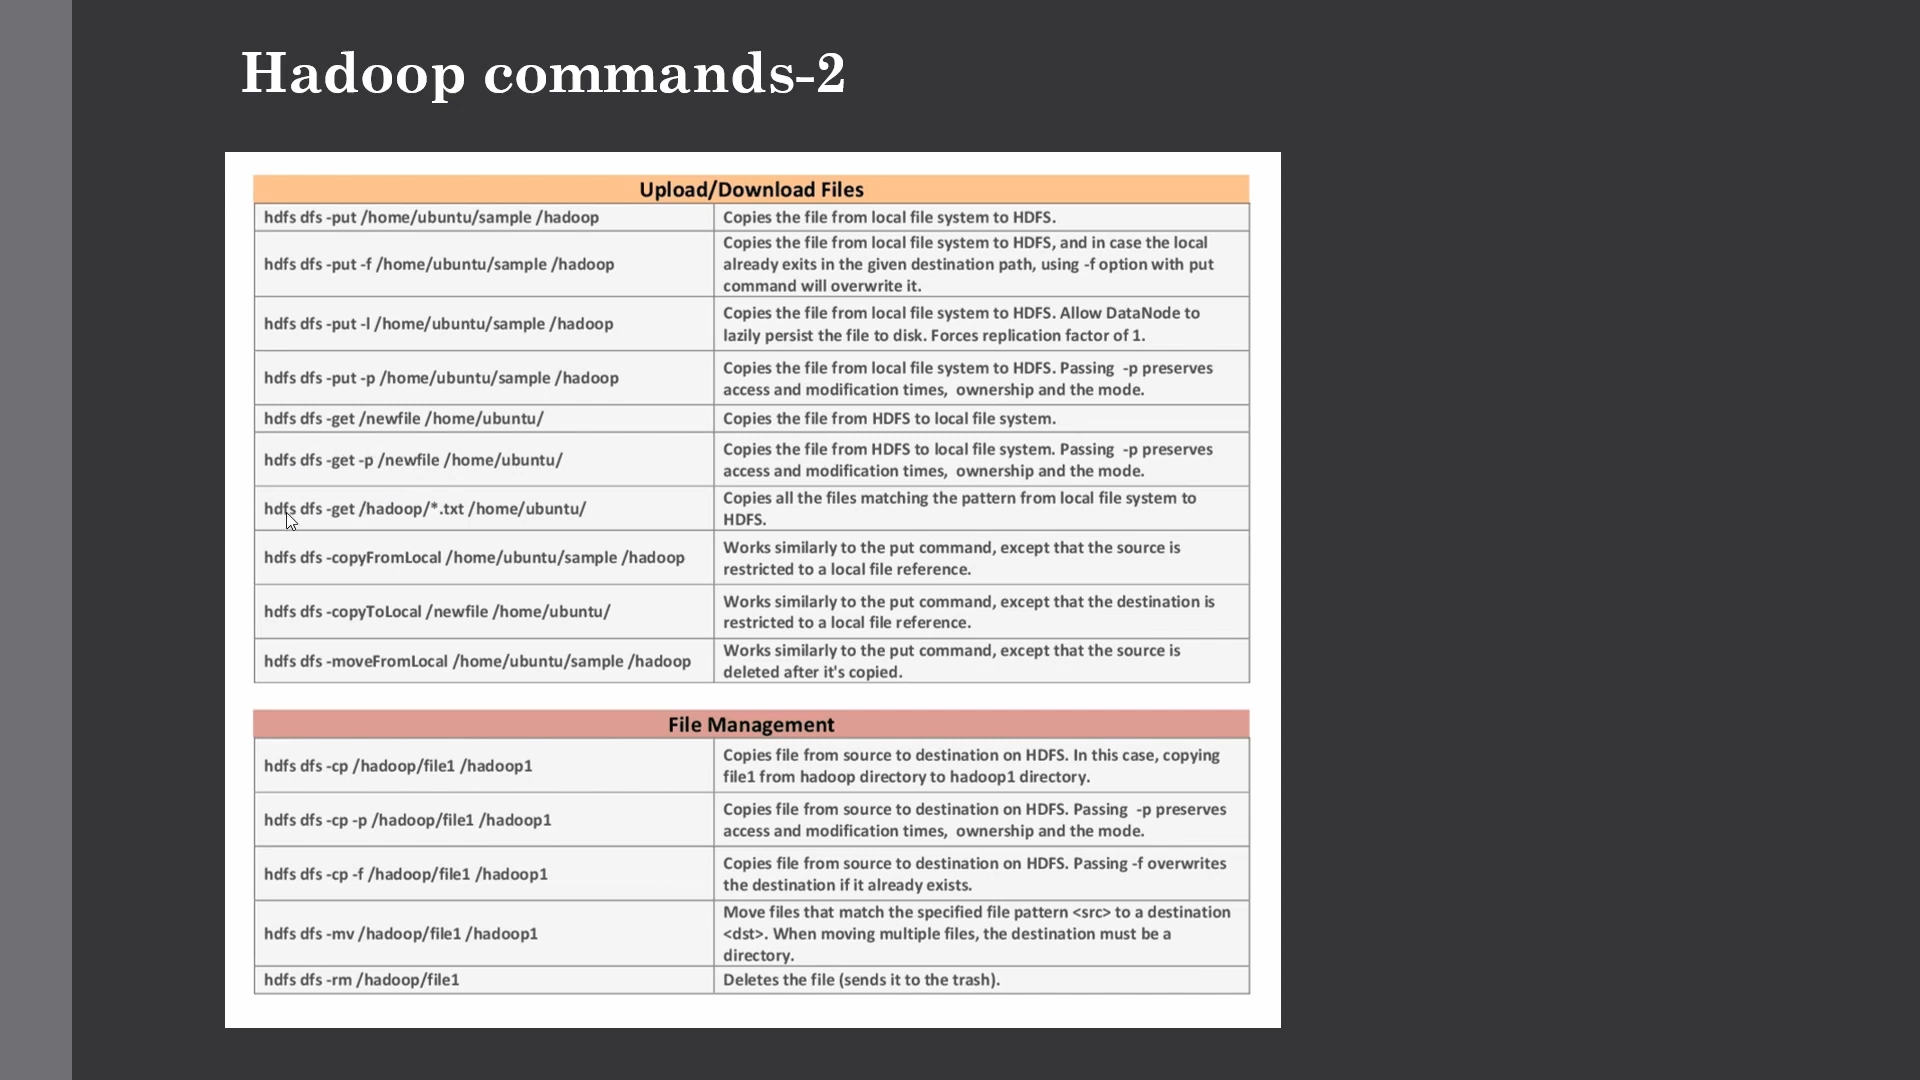 Hadoop commands-2
Upload/Download Files
hdfs dfs -put /home/ubuntu/sample /hadoop
Copies the file from local file system to HDFS.
hdfs dfs -put -f /home/ubuntu/sample /hadoop
Copies the file from local file system to HDFS, and in case the local
already exits in the given destination path, using -f option with put
command will overwrite it.
hdfs dfs -put -l /home/ubuntu/sample /hadoop
Copies the file from local file system to HDFS. Allow DataNode to
lazily persist the file to disk. Forces replication factor of 1.
hdfs dfs -put -p /home/ubuntu/sample /hadoop
Copies the file from local file system to HDFS. Passing  -p preserves
access and modification times,  ownership and the mode.
hdfs dfs -get /newfile /home/ubuntu/
Copies the file from HDFS to local file system.
hdfs dfs -get -p /newfile /home/ubuntu/
Copies the file from HDFS to local file system. Passing  -p preserves
access and modification times,  ownership and the mode.
hdfs dfs -get /hadoop/*.txt /home/ubuntu/
Copies all the files matching the pattern from local file system to
HDFS.
hdfs dfs -copyFromLocal /home/ubuntu/sample /hadoop
Works similarly to the put command, except that the source is
restricted to a local file reference.
hdfs dfs -copyToLocal /newfile /home/ubuntu/
Works similarly to the put command, except that the destination is
restricted to a local file reference.
hdfs dfs -moveFromLocal /home/ubuntu/sample /hadoop
Works similarly to the put command, except that the source is
deleted after it's copied.
File Management
hdfs dfs -cp /hadoop/file1 /hadoop1
Copies file from source to destination on HDFS. In this case, copying
file1 from hadoop directory to hadoop1 directory.
hdfs dfs -cp -p /hadoop/file1 /hadoop1
Copies file from source to destination on HDFS. Passing  -p preserves
access and modification times,  ownership and the mode.
hdfs dfs -cp -f /hadoop/file1 /hadoop1
Copies file from source to destination on HDFS. Passing -f overwrites
the destination if it already exists.
hdfs dfs -mv /hadoop/file1 /hadoop1
Move files that match the specified file pattern <src> to a destination
<dst>. When moving multiple files, the destination must be a
directory.
hdfs dfs -rm /hadoop/file1
Deletes the file (sends it to the trash).